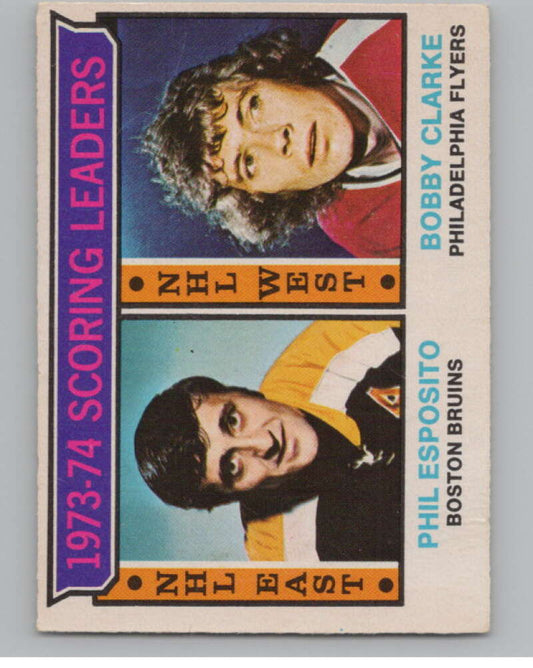 1973-74 SCORING LEADERS
NHL EAST
NHL WEST
PHIL ESPOSITO
BOSTON BRUINS
BOBBY CLARKE
PHILADELPHIA FLYERS